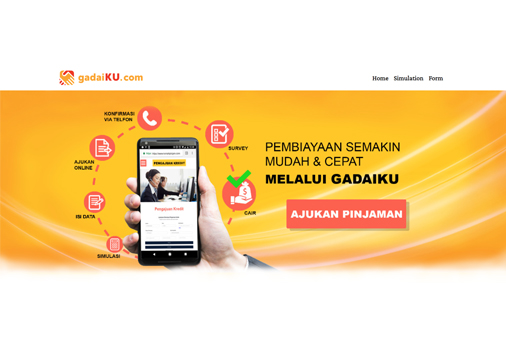 gadaiKU.com
Home Simulation Form
KONFIRMASI
VIA TELFON
SURVEY
AJUKAN
ONLINE
PENGAJUAN KREDIT
PEMBIAYAAN SEMAKIN
MUDAH & CEPAT
MELALUI GADAIKU
ISI DATA
Pengajuan Kredit
CAIR
AJUKAN PINJAMAN
SIMULASI